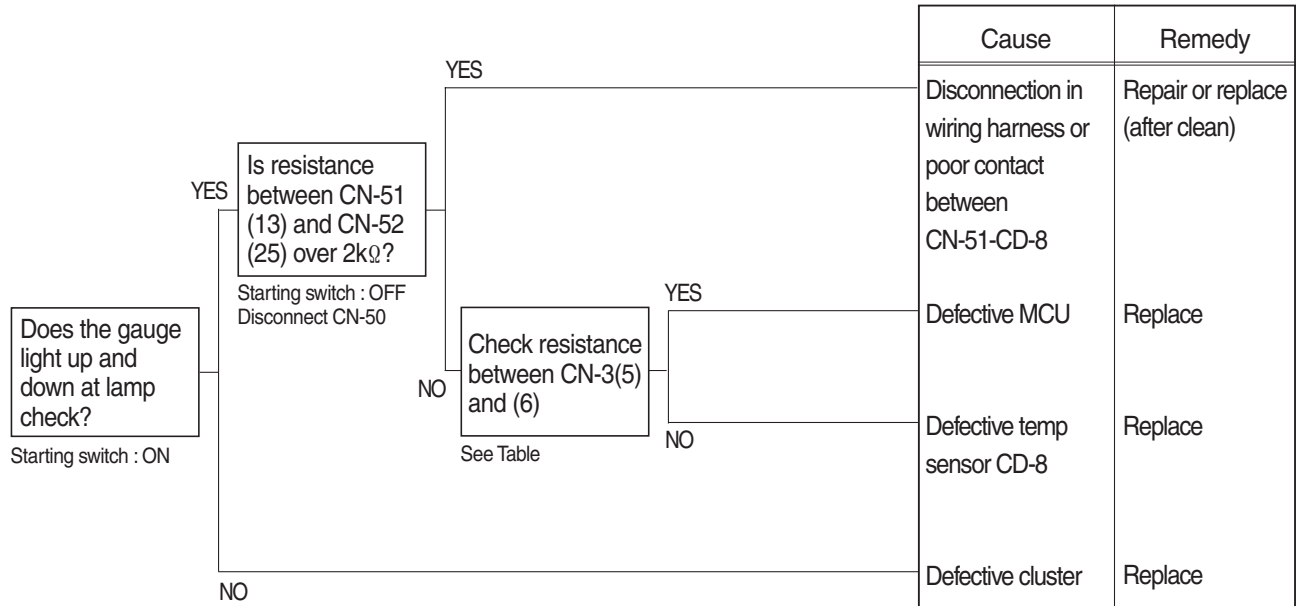 Cause
Remedy
YES
Disconnection in
wiring harness or
poor contact
between
CN-51-CD-8
Repair or replace
(after clean)
YES
Is resistance
between CN-51
(13) and CN-52
(25) over 2kΩ?
Starting switch : OFF
Disconnect CN-50
Does the gauge
light up and
down at lamp
check?
Starting switch : ON
NO
Check resistance
between CN-3(5)
and (6)
See Table
YES
Defective MCU
Replace
NO
Defective temp
sensor CD-8
Replace
NO
Defective cluster
Replace